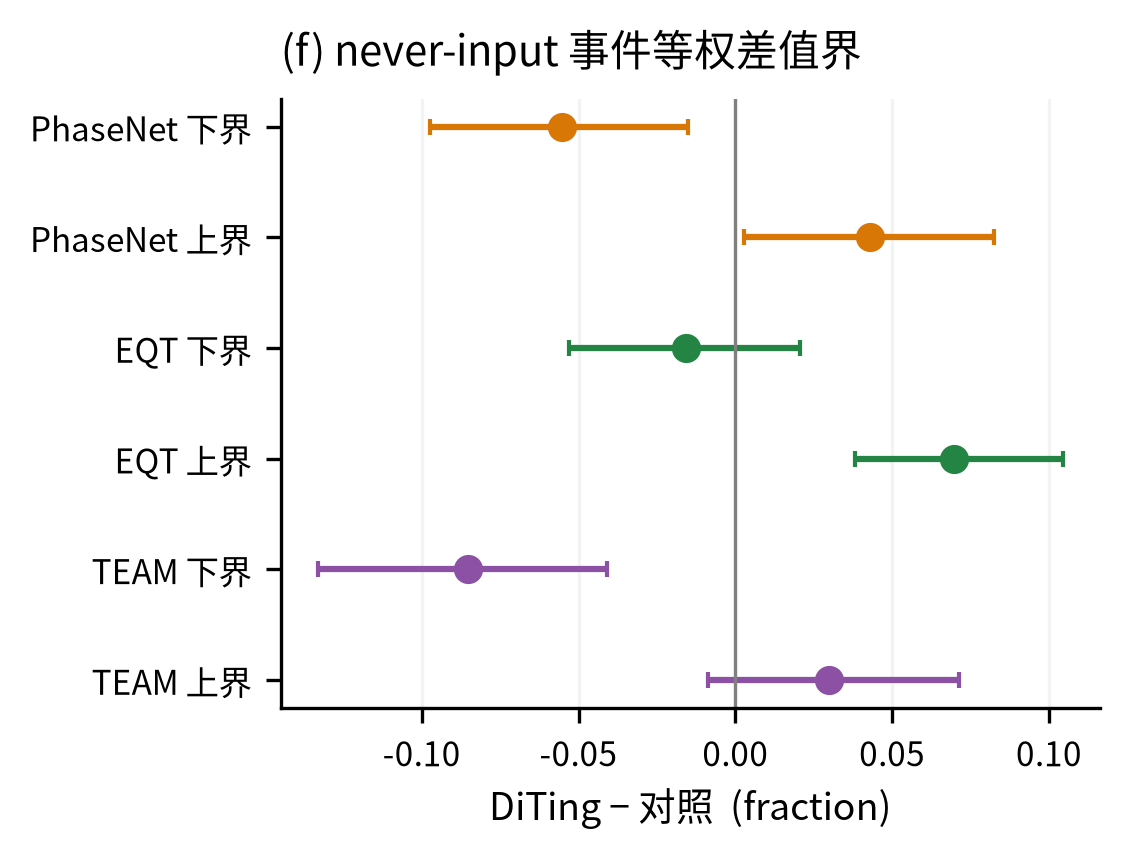 (f) never-input 事件等权差值界
PhaseNet 下界
PhaseNet 上界
EQT 下界
EQT 上界
TEAM 下界
TEAM 上界
-0.10 -0.05 0.00 0.05 0.10
DiTing − 对照 (fraction)